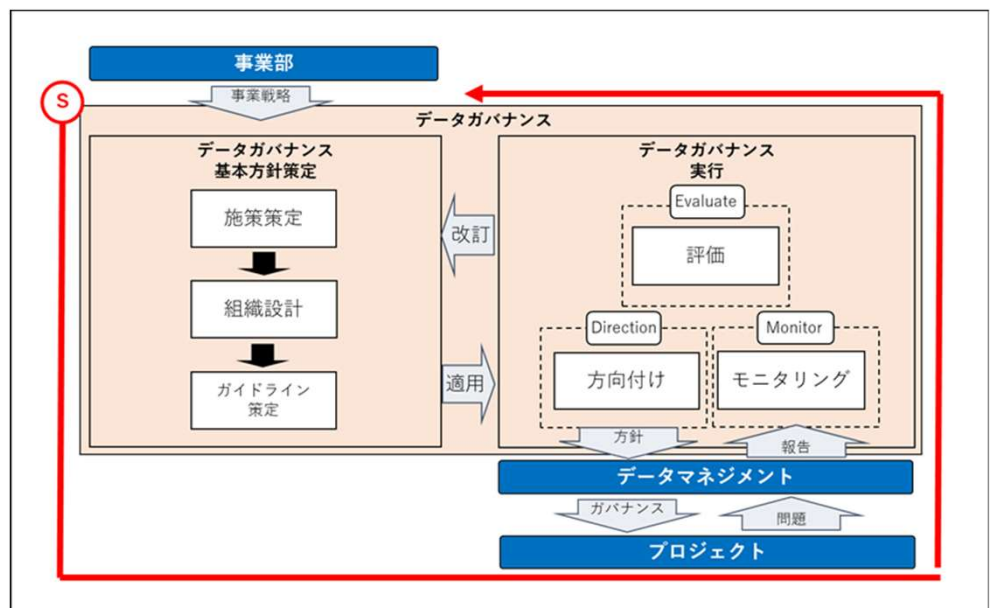 事業部
事業戦略
S
データガバナンス
データガバナンス
基本方針策定
施策策定
組織設計
ガイドライン
策定
改訂
適用
データガバナンス
実行
Evaluate
評価
Direction
方向付け
Monitor
モニタリング
方針
報告
データマネジメント
ガバナンス
問題
プロジェクト